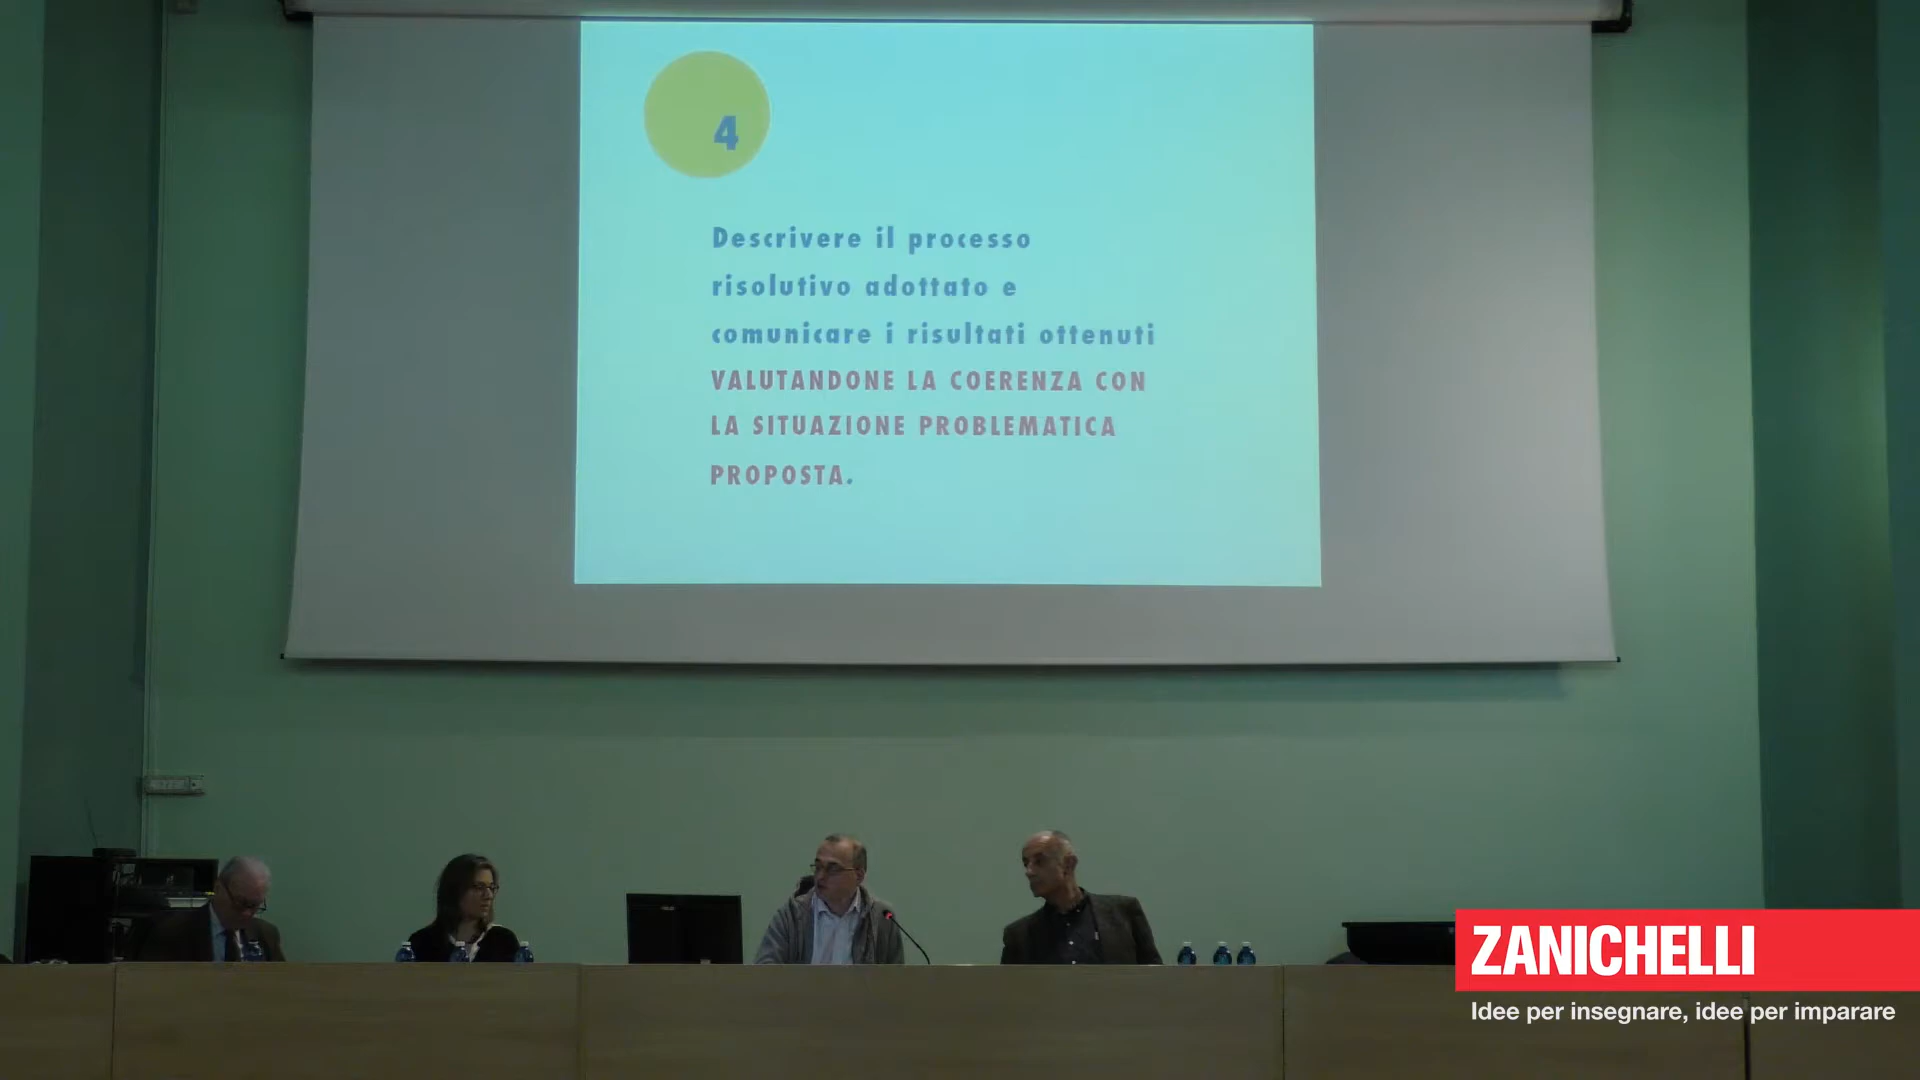 4
Descrivere il processo
risolutivo adottato e
comunicare i risultati ottenuti
VALUTANDONE LA COERENZA CON
LA SITUAZIONE PROBLEMATICA
PROPOSTA.
ZANICHELLI
Idee per insegnare, idee per imparare